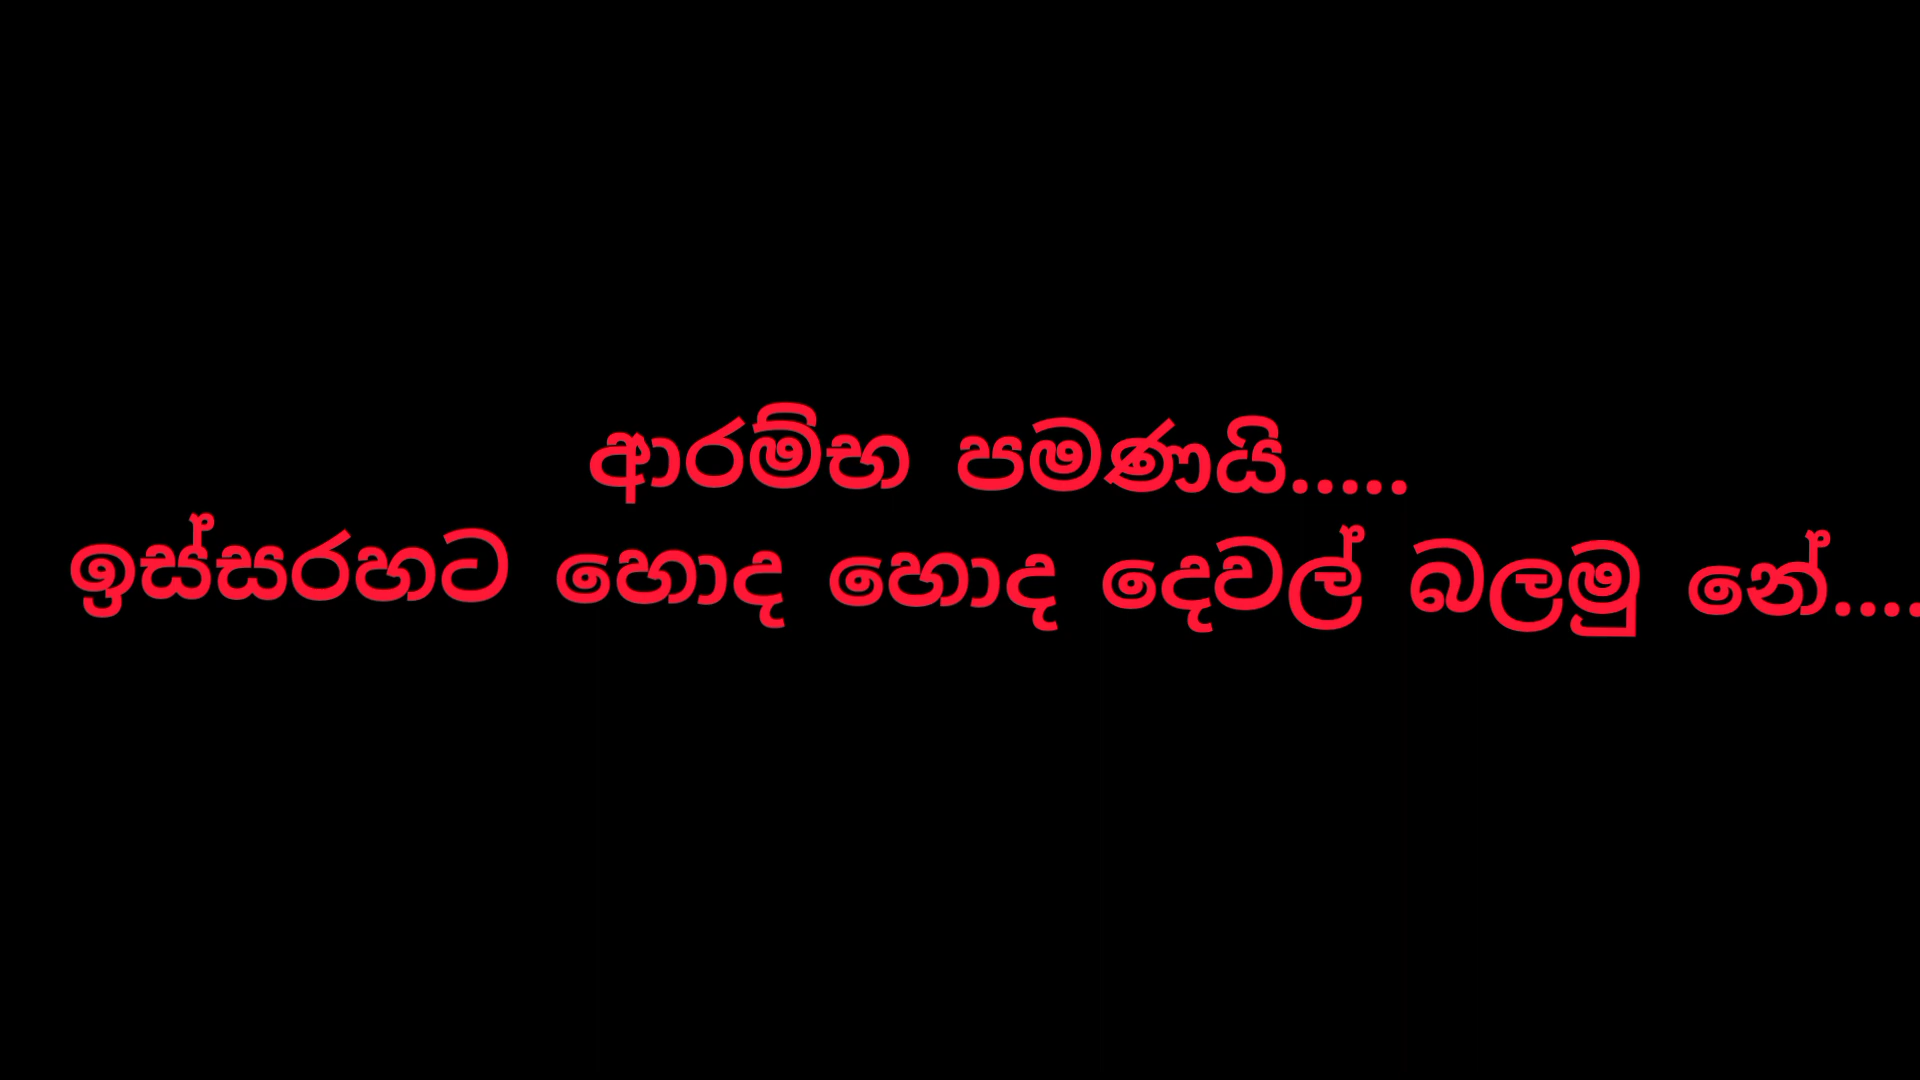 ආරම්භ පමණයි.....
ඉස්සරහට හොද හොද දෙවල් බලමු නේ....